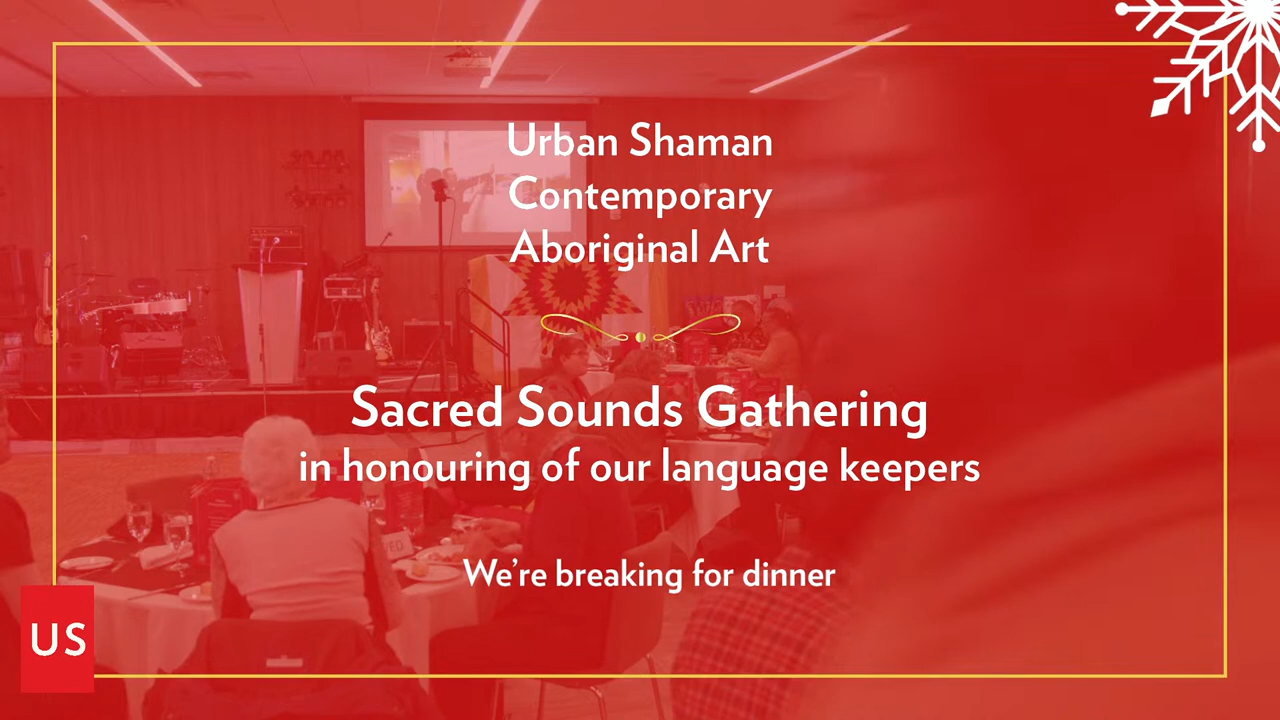 Urban Shaman
Contemporary
Aboriginal Art
Sacred Sounds Gathering
in honouring of our language keepers
We're breaking for dinner
US